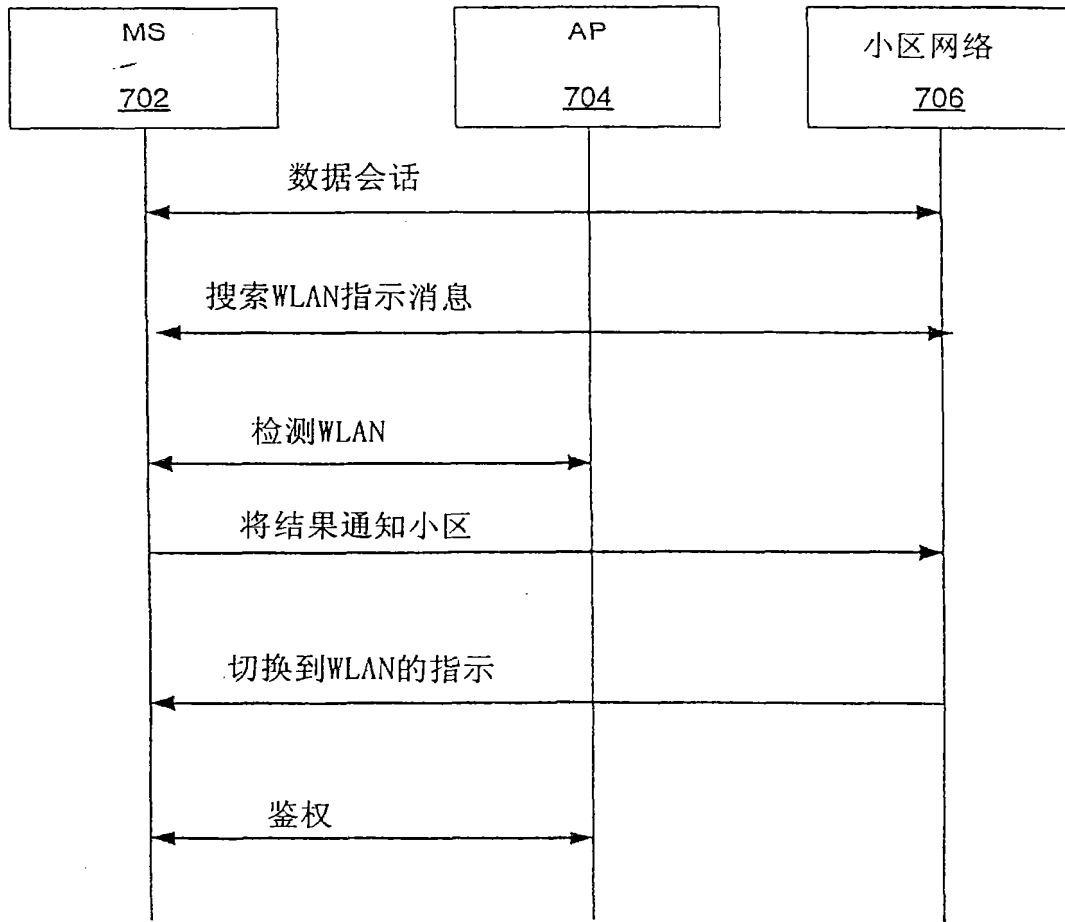 MS
702
AP
704
小区网络
706
数据会话
搜索WLAN指示消息
检测WLAN
将结果通知小区
切换到WLAN的指示
鉴权